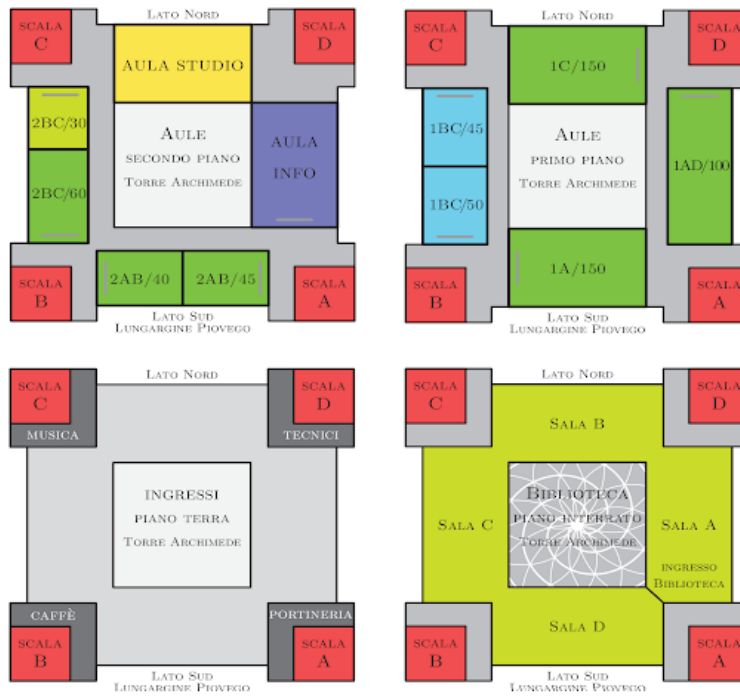 LATO NORD
SCALA
C
SCALA
D
AULA STUDIO
2BC/30
AULE
SECONDO PIANO
TORRE ARCHIMEDE
AULA
INFO
2BC/60
2AB/40
2AB/45
SCALA
B
SCALA
A
LATO SUD
LUNGARGINE PIOVEGO
LATO NORD
SCALA
C
SCALA
D
1C/150
1BC/45
AULE
PRIMO PIANO
TORRE ARCHIMEDE
1AD/100
1BC/50
1A/150
SCALA
B
SCALA
A
LATO SUD
LUNGARGINE PIOVEGO
LATO NORD
SCALA
C
MUSICA
SCALA
D
TECNICI
INGRESSI
PIANO TERRA
TORRE ARCHIMEDE
CAFFÈ
SCALA
B
PORTINERIA
SCALA
A
LATO SUD
LUNGARGINE PIOVEGO
LATO NORD
SCALA
C
SCALA
D
SALA B
BIBLIOTECA
PIANO INTERRATO
TORRE ARCHIMEDE
SALA C
SALA A
INGRESSO
BIBLIOTECA
SALA D
SCALA
B
SCALA
A
LATO SUD
LUNGARGINE PIOVEGO